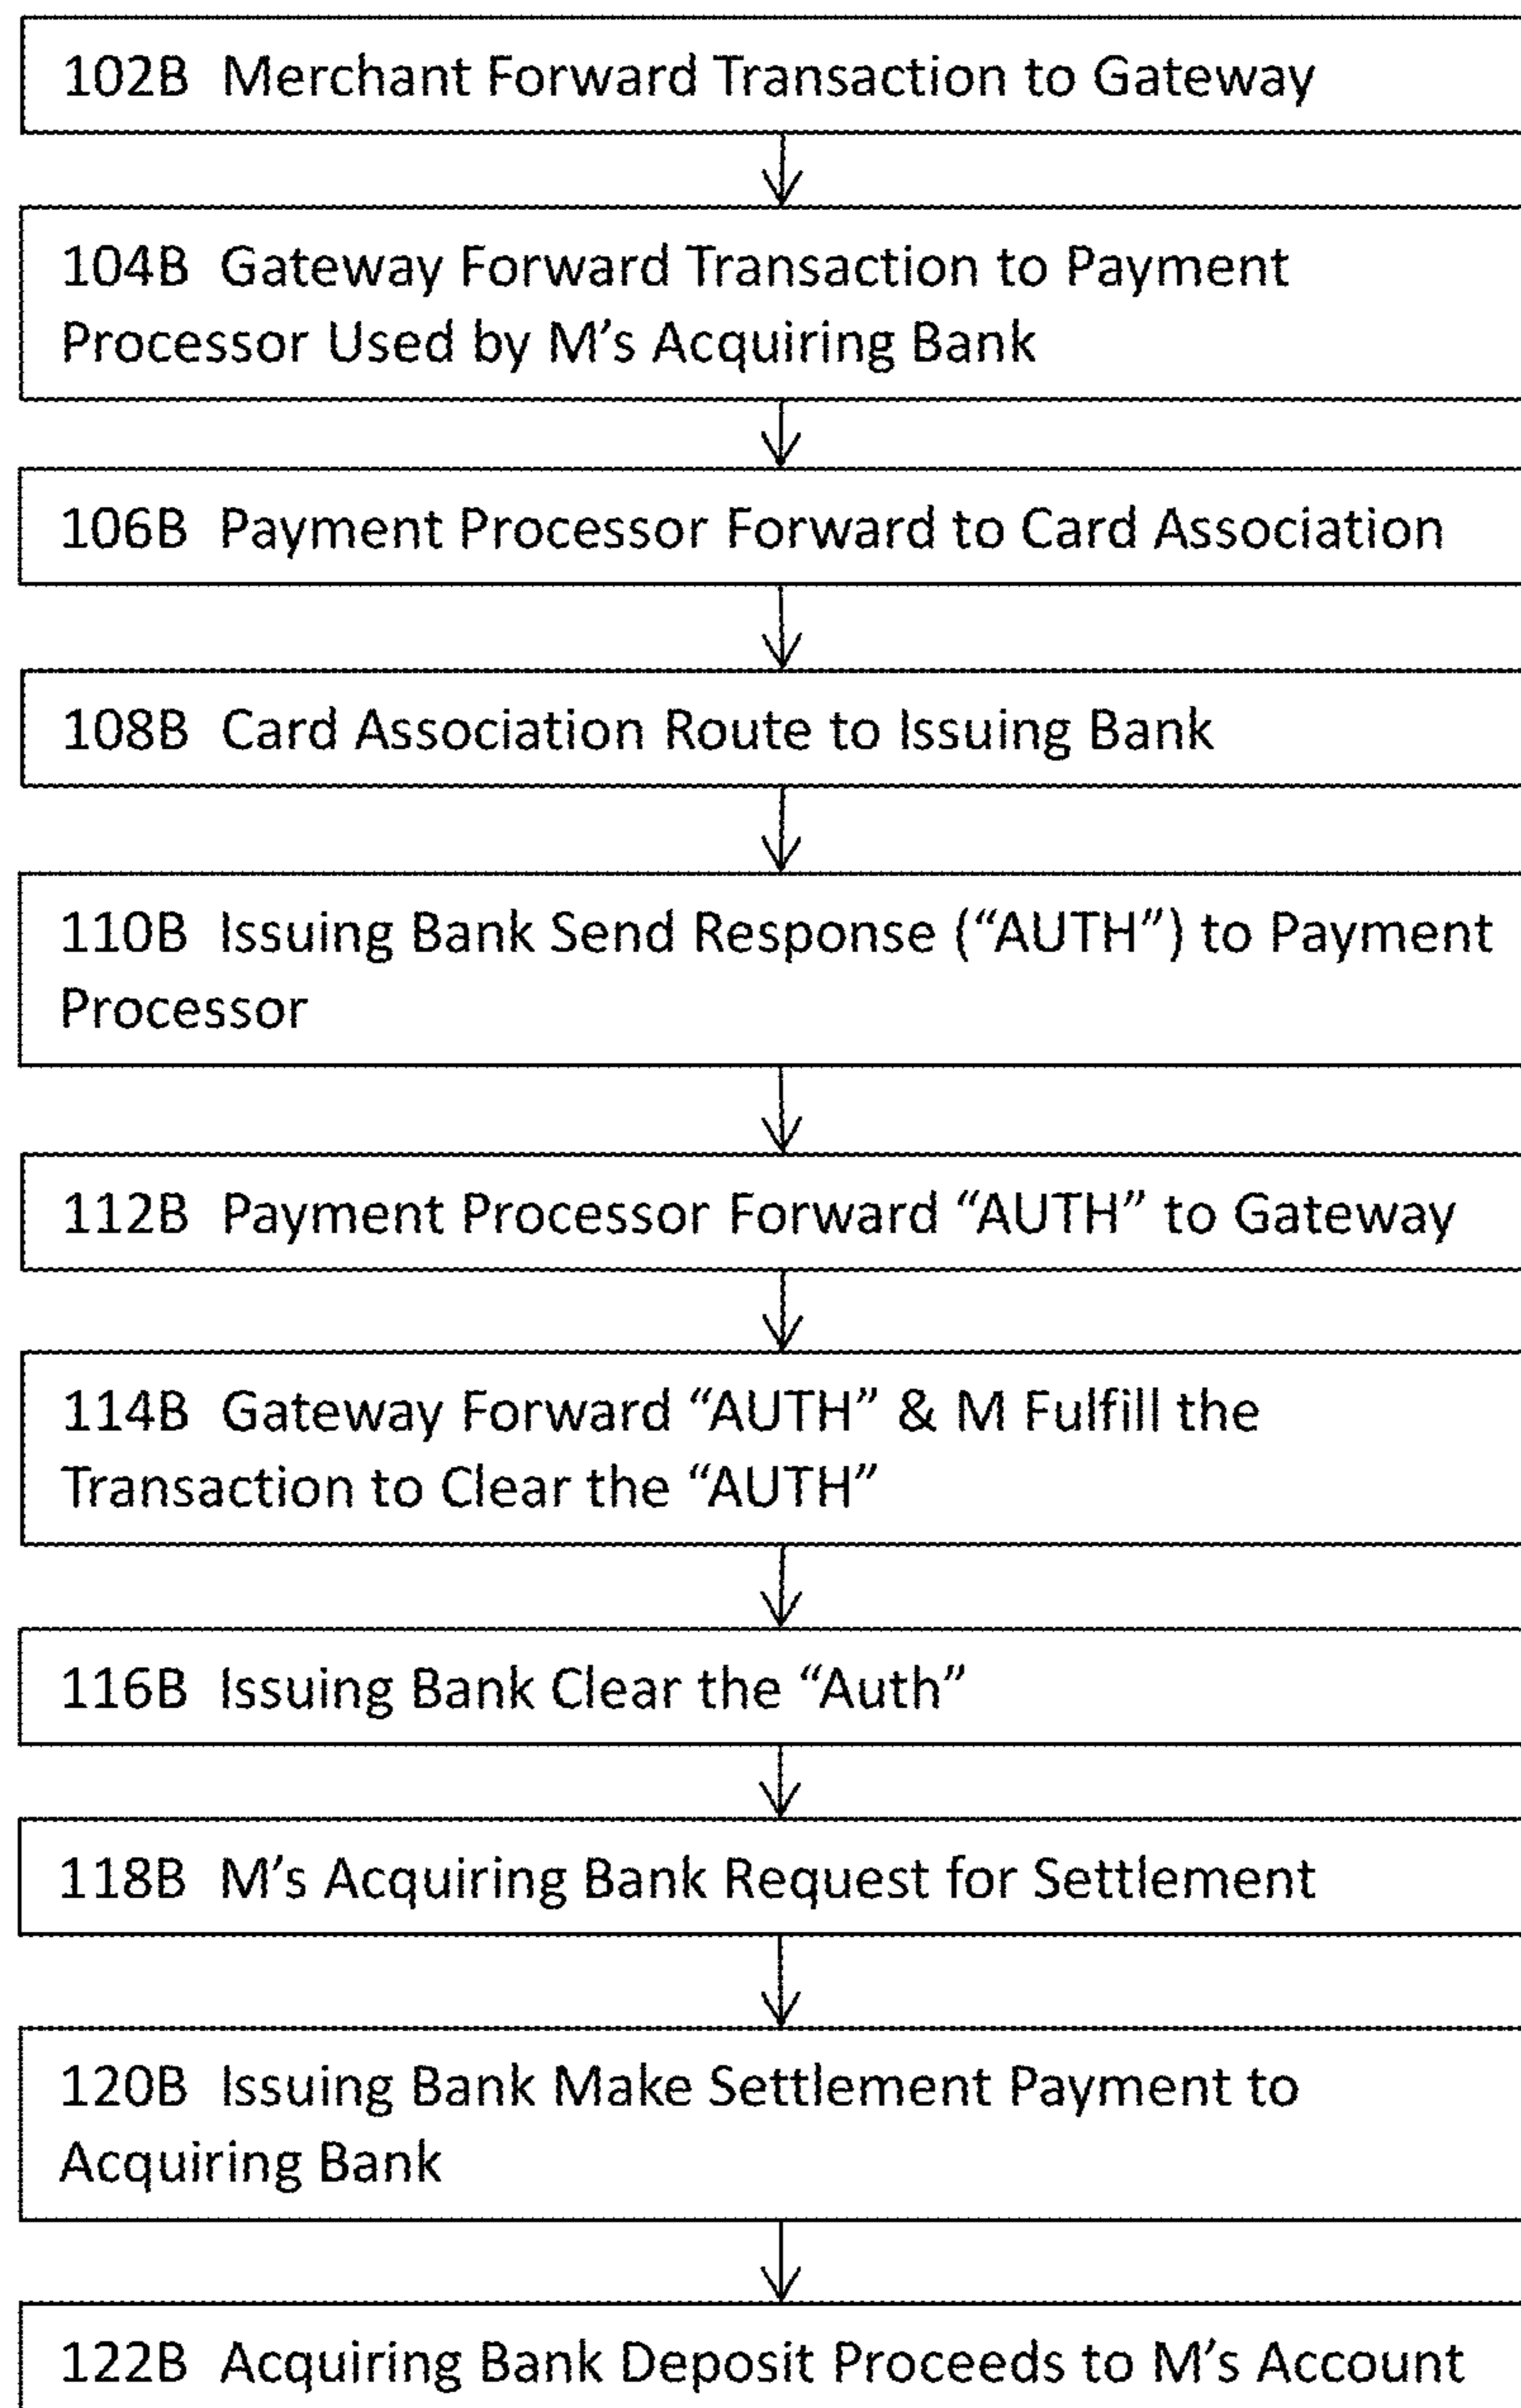 102B Merchant Forward Transaction to Gateway
104B Gateway Forward Transaction to Payment
Processor Used by M's Acquiring Bank
106B Payment Processor Forward to Card Association
108B Card Association Route to Issuing Bank
110B Issuing Bank Send Response (“AUTH”) to Payment
Processor
112B Payment Processor Forward “AUTH” to Gateway
114B Gateway Forward “AUTH” & M Fulfill the
Transaction to Clear the “AUTH”
116B Issuing Bank Clear the “Auth”
118B M’s Acquiring Bank Request for Settlement
120B Issuing Bank Make Settlement Payment to
Acquiring Bank
122B Acquiring Bank Deposit Proceeds to M’s Account